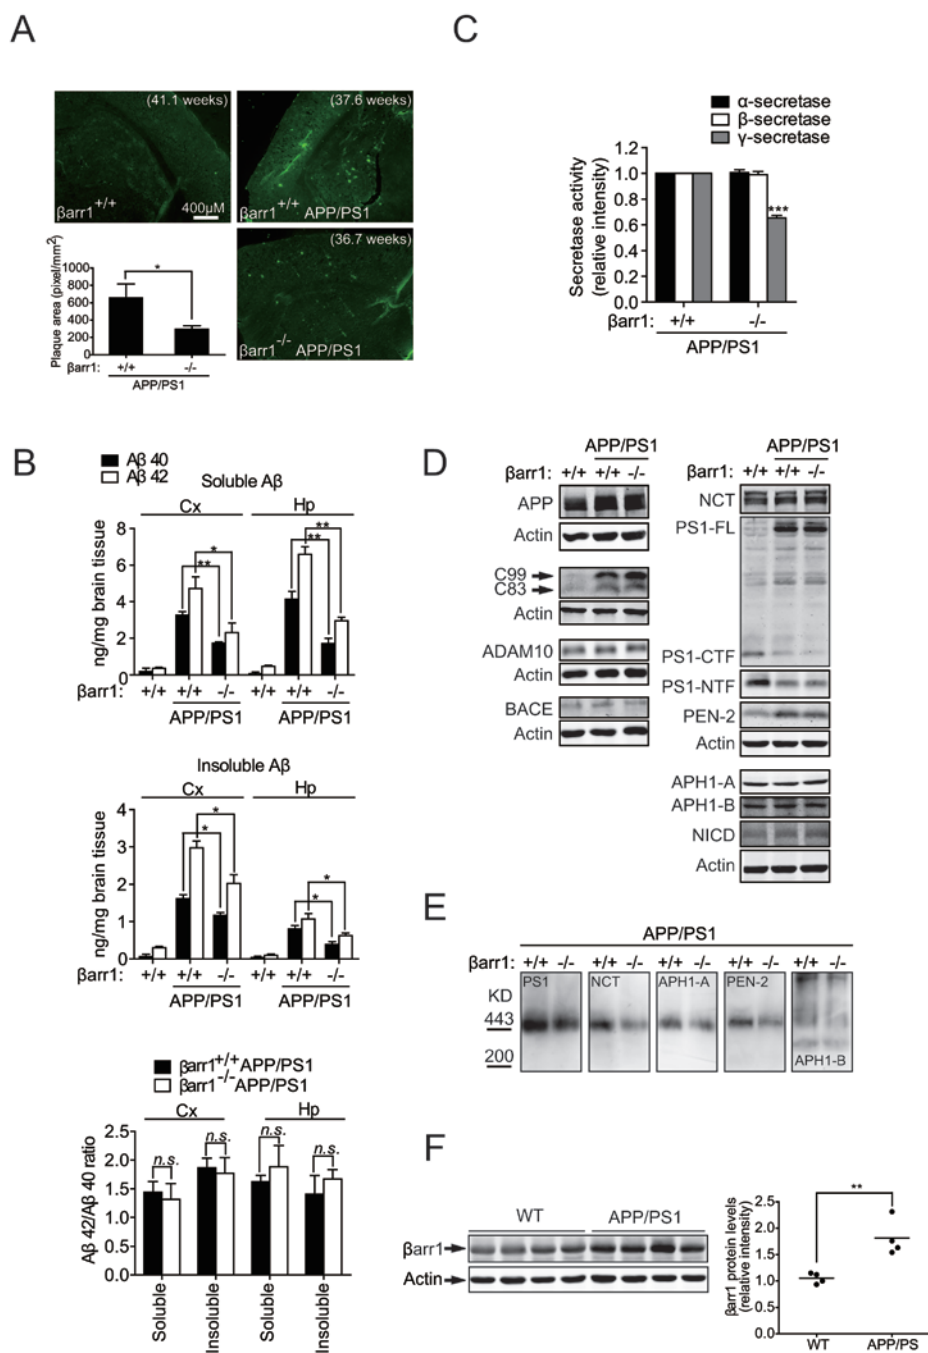 A
(41.1 weeks)
βarr1+/+
400μM
(37.6 weeks)
βarr1+/+ APP/PS1
(36.7 weeks)
βarr1-/- APP/PS1
Plaque area (pixel/mm2)
1000
800
600
400
200
0
*
βarr1: +/+ -/-
APP/PS1
C
α-secretase
β-secretase
γ-secretase
Secretase activity
(relative intensity)
1.2
1.0
0.8
0.6
0.4
0.2
0.0
***
βarr1: +/+ -/-
APP/PS1
B
Aβ 40
Aβ 42
Soluble Aβ
Cx Hp
ng/mg brain tissue
8
6
4
2
0
* ** ** **
βarr1: +/+ +/+ -/- +/+ +/+ -/-
APP/PS1 APP/PS1
Insoluble Aβ
Cx Hp
ng/mg brain tissue
4
3
2
1
0
* * * *
βarr1: +/+ +/+ -/- +/+ +/+ -/-
APP/PS1 APP/PS1
βarr1+/+APP/PS1
βarr1-/-APP/PS1
Cx Hp
Aβ 42/Aβ 40 ratio
2.5
2.0
1.5
1.0
0.5
0.0
n.s. n.s. n.s. n.s.
Soluble Insoluble Soluble Insoluble
D
APP/PS1
βarr1: +/+ +/+ -/-
APP
Actin
C99
C83
Actin
ADAM10
Actin
BACE
Actin
APP/PS1
βarr1: +/+ +/+ -/-
NCT
PS1-FL
PS1-CTF
PS1-NTF
PEN-2
Actin
APH1-A
APH1-B
NICD
Actin
E
APP/PS1
βarr1: +/+ -/- +/+ -/- +/+ -/- +/+ -/- +/+ -/-
KD
443
200
PS1 NCT APH1-A PEN-2 APH1-B
F
WT APP/PS1
βarr1
Actin
βarr1 protein levels
(relative intensity)
2.5
2.0
1.5
1.0
0.5
0.0
**
WT APP/PS